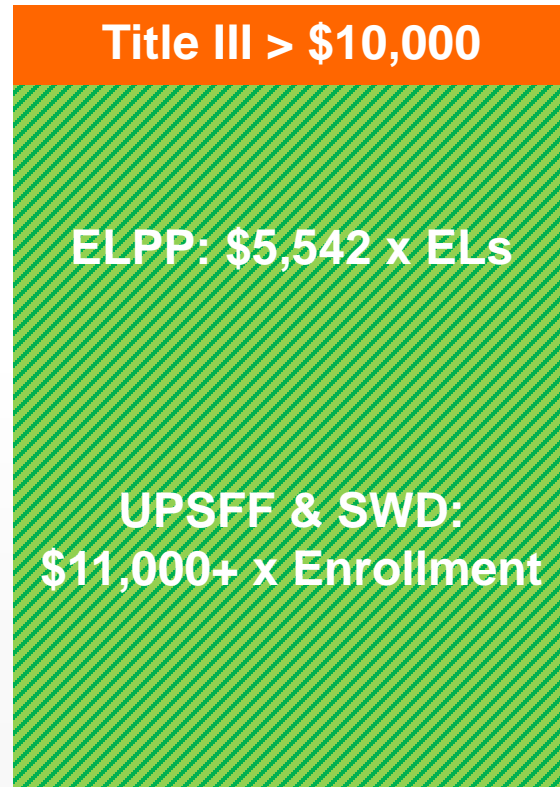 Title III > $10,000
ELPP: $5,542 x ELs
UPSFF & SWD:
$11,000+ x Enrollment